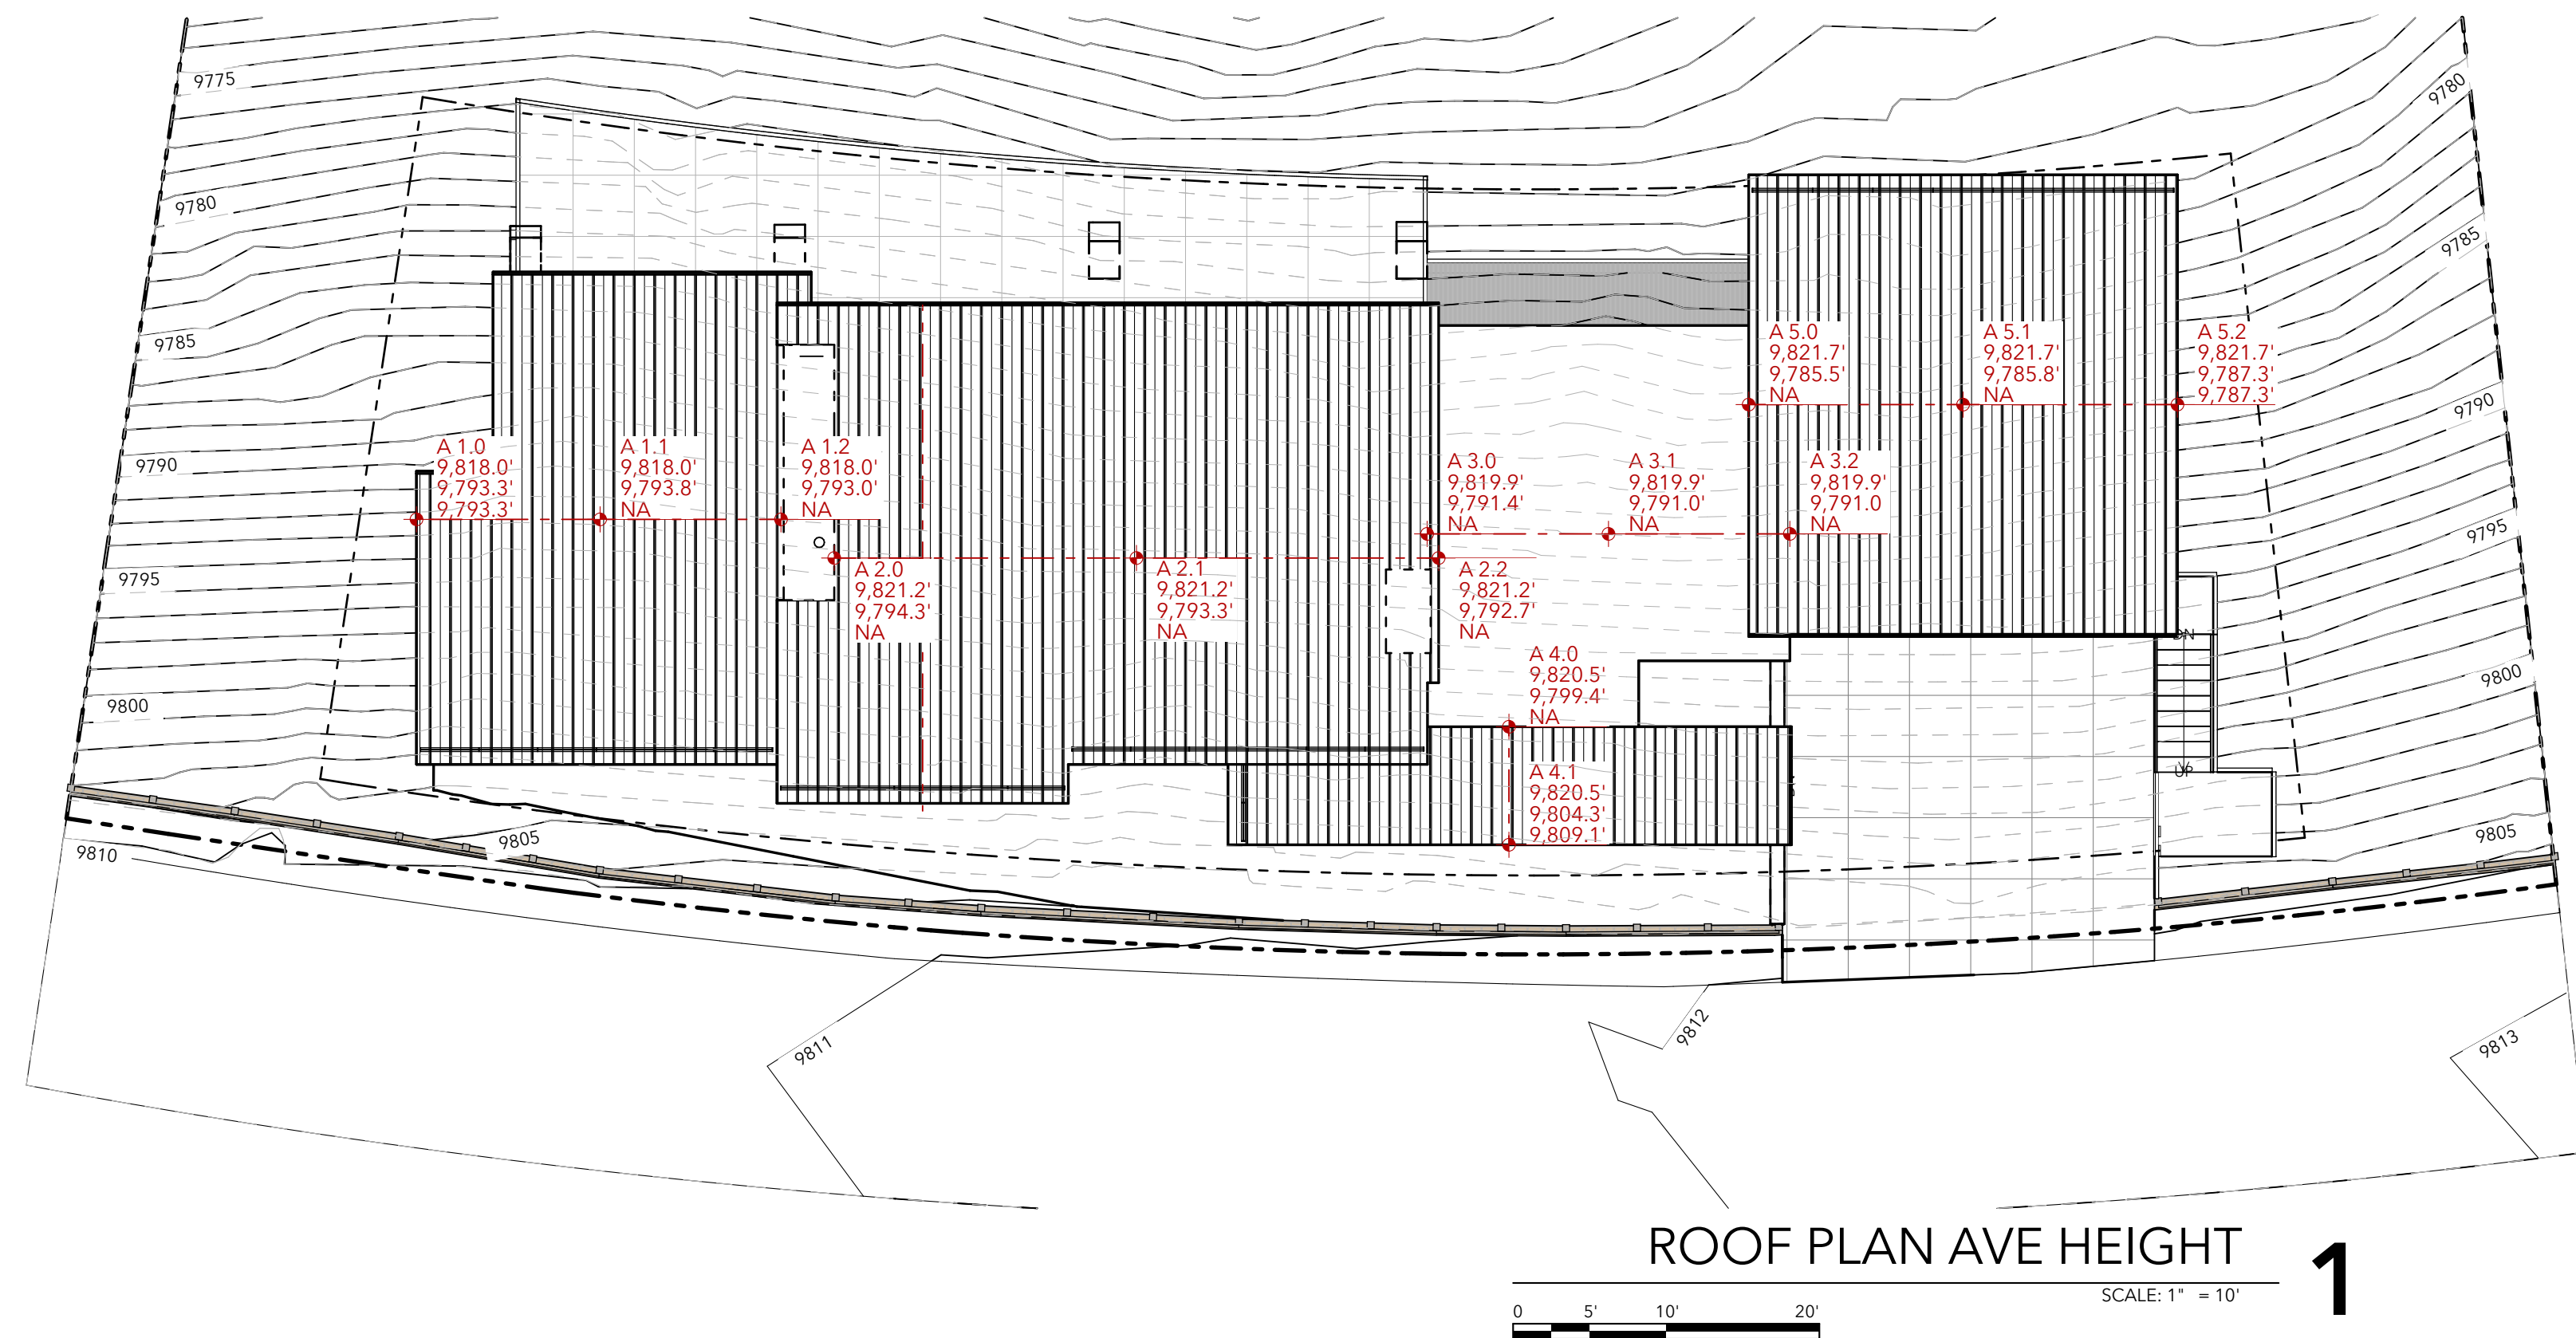 9775
9780
9780
9785
9785
A 5.0
9,821.7'
9,785.5'
NA
A 5.1
9,821.7'
9,785.8'
NA
A 5.2
9,821.7'
9,787.3'
9,787.3'
9790
9790
A 1.0
9,818.0'
9,793.3'
9,793.3'
A 1.1
9,818.0'
9,793.8'
NA
A 1.2
9,818.0'
9,793.0'
NA
A 3.0
9,819.9'
9,791.4'
NA
A 3.1
9,819.9'
9,791.0'
NA
A 3.2
9,819.9'
9,791.0
NA
9795
9795
A 2.0
9,821.2'
9,794.3'
NA
A 2.1
9,821.2'
9,793.3'
NA
A 2.2
9,821.2'
9,792.7'
NA
DN
A 4.0
9,820.5'
9,799.4'
NA
9800
9800
A 4.1
9,820.5'
9,804.3'
9,809.1'
UP
9805
9805
9810
9811
9812
9813
ROOF PLAN AVE HEIGHT
1
SCALE: 1" = 10'
0 5' 10' 20'